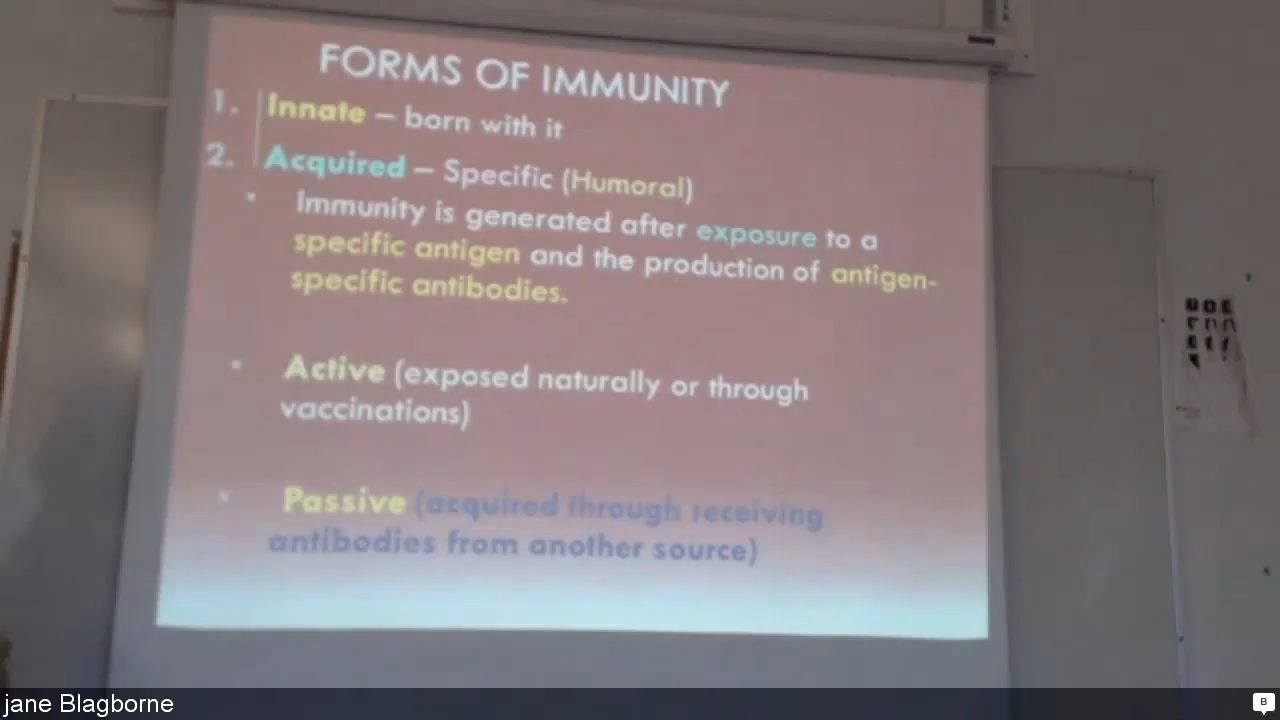 FORMS OF IMMUNITY
1. Innate – born with it
2. Acquired – Specific (Humoral)
• Immunity is generated after exposure to a
specific antigen and the production of antigen-
specific antibodies.
• Active (exposed naturally or through
vaccinations)
• Passive (acquired through receiving
antibodies from another source)
jane Blagborne
B